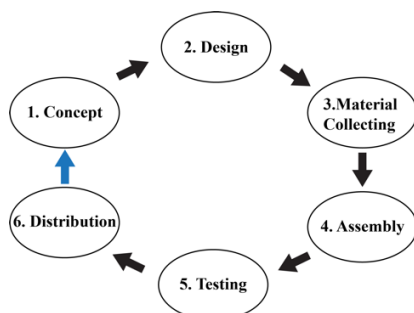 1. Concept
2. Design
3.Material
Collecting
4. Assembly
5. Testing
6. Distribution